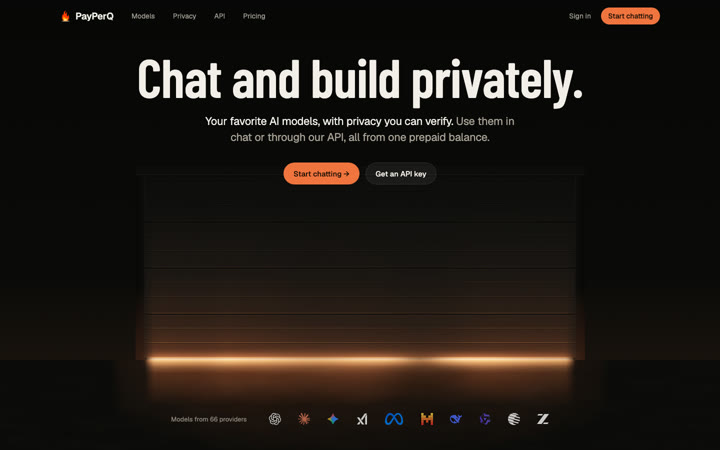 PayPerQ
Models
Privacy
API
Pricing
Sign in
Start chatting
Chat and build privately.
Your favorite AI models, with privacy you can verify. Use them in
chat or through our API, all from one prepaid balance.
Start chatting →
Get an API key
Models from 66 providers